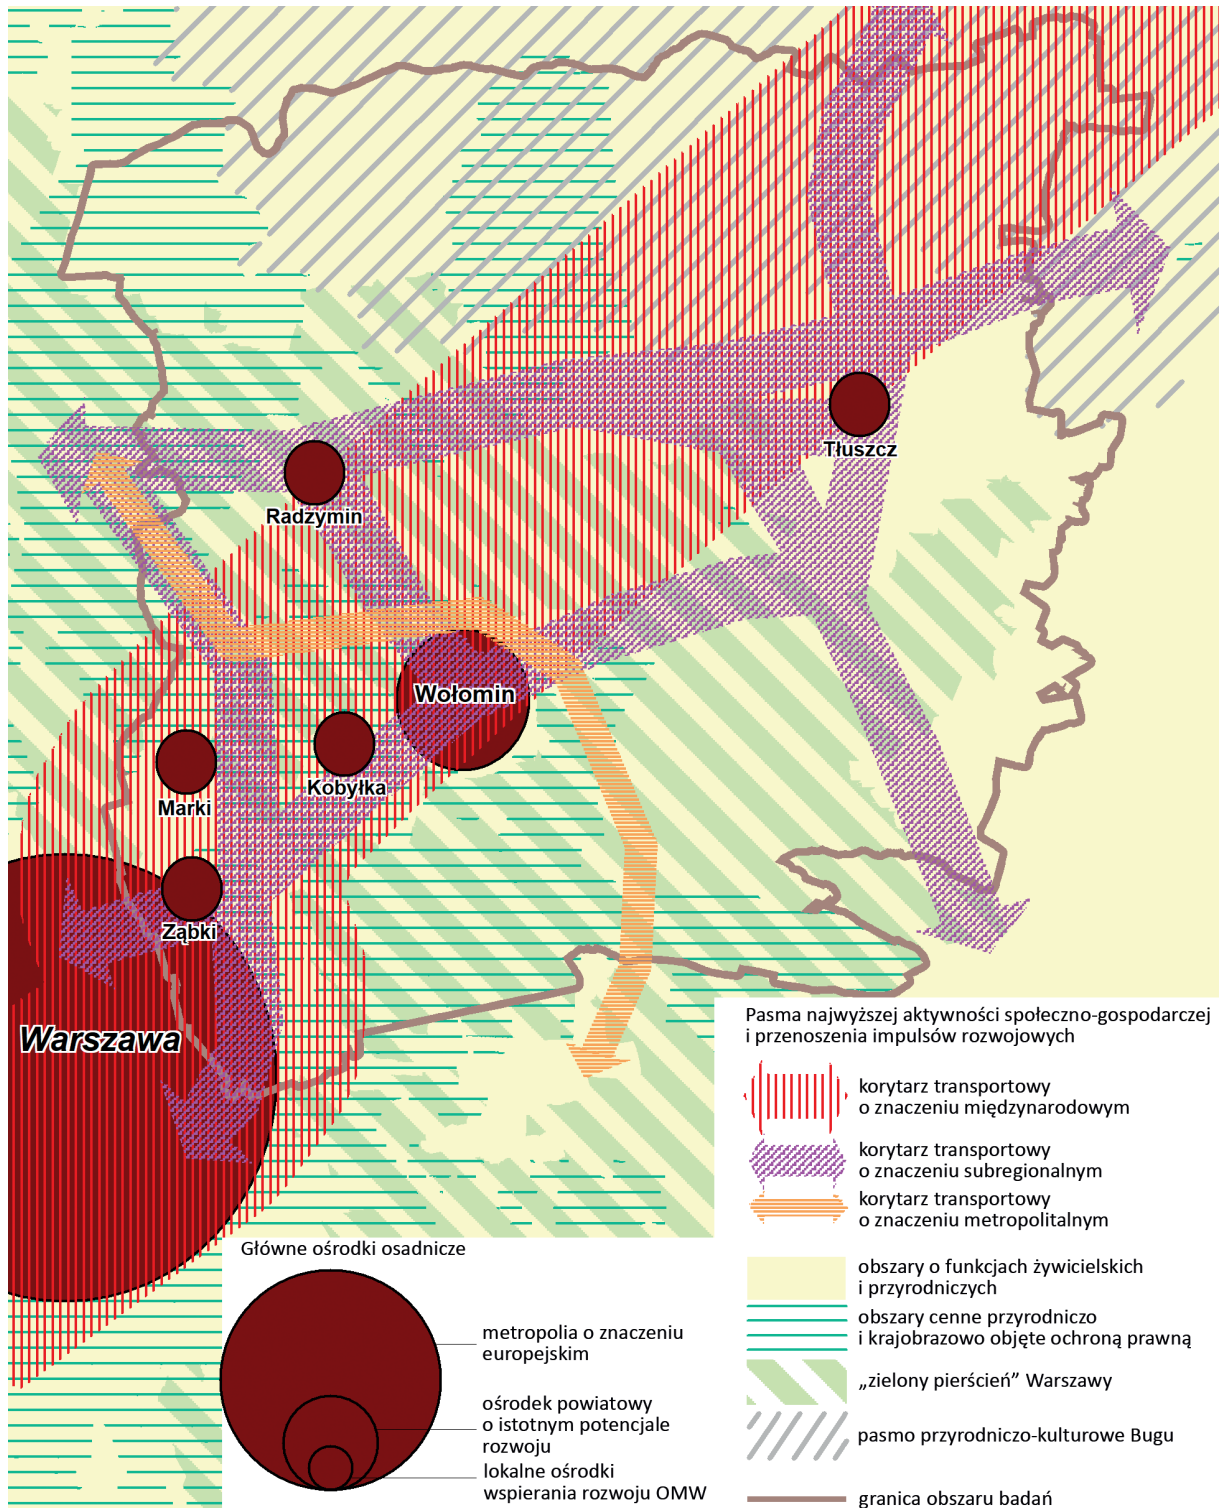 Tłuszcz
Radzymin
Wołomin
Kobyłka
Marki
Ząbki
Warszawa
Pasma najwyższej aktywności społeczno-gospodarczej
i przenoszenia impulsów rozwojowych
korytarz transportowy
o znaczeniu międzynarodowym
korytarz transportowy
o znaczeniu subregionalnym
korytarz transportowy
o znaczeniu metropolitalnym
obszary o funkcjach żywicielskich
i przyrodniczych
obszary cenne przyrodniczo
i krajobrazowo objęte ochroną prawną
„zielony pierścień” Warszawy
pasmo przyrodniczo-kulturowe Bugu
granica obszaru badań
Główne ośrodki osadnicze
metropolia o znaczeniu
europejskim
ośrodek powiatowy
o istotnym potencjale
rozwoju
lokalne ośrodki
wspierania rozwoju OMW